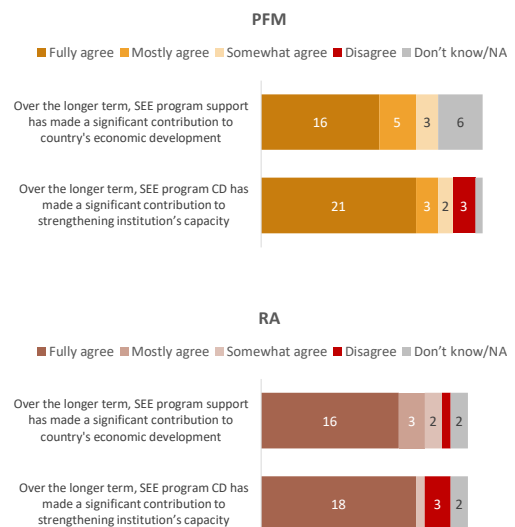 PFM
Fully agree Mostly agree Somewhat agree Disagree Don't know/NA
Over the longer term, SEE program support
has made a significant contribution to
country's economic development
16 5 3 6
Over the longer term, SEE program CD has
made a significant contribution to
strengthening institution's capacity
21 3 2 3
RA
Fully agree Mostly agree Somewhat agree Disagree Don't know/NA
Over the longer term, SEE program support
has made a significant contribution to
country's economic development
16 3 2 2
Over the longer term, SEE program CD has
made a significant contribution to
strengthening institution's capacity
18 3 2